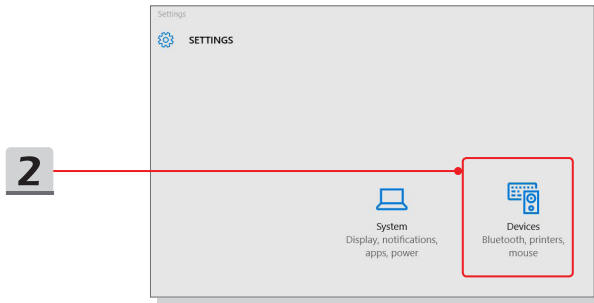 Settings
SETTINGS
2
System
Display, notifications,
apps, power
Devices
Bluetooth, printers,
mouse